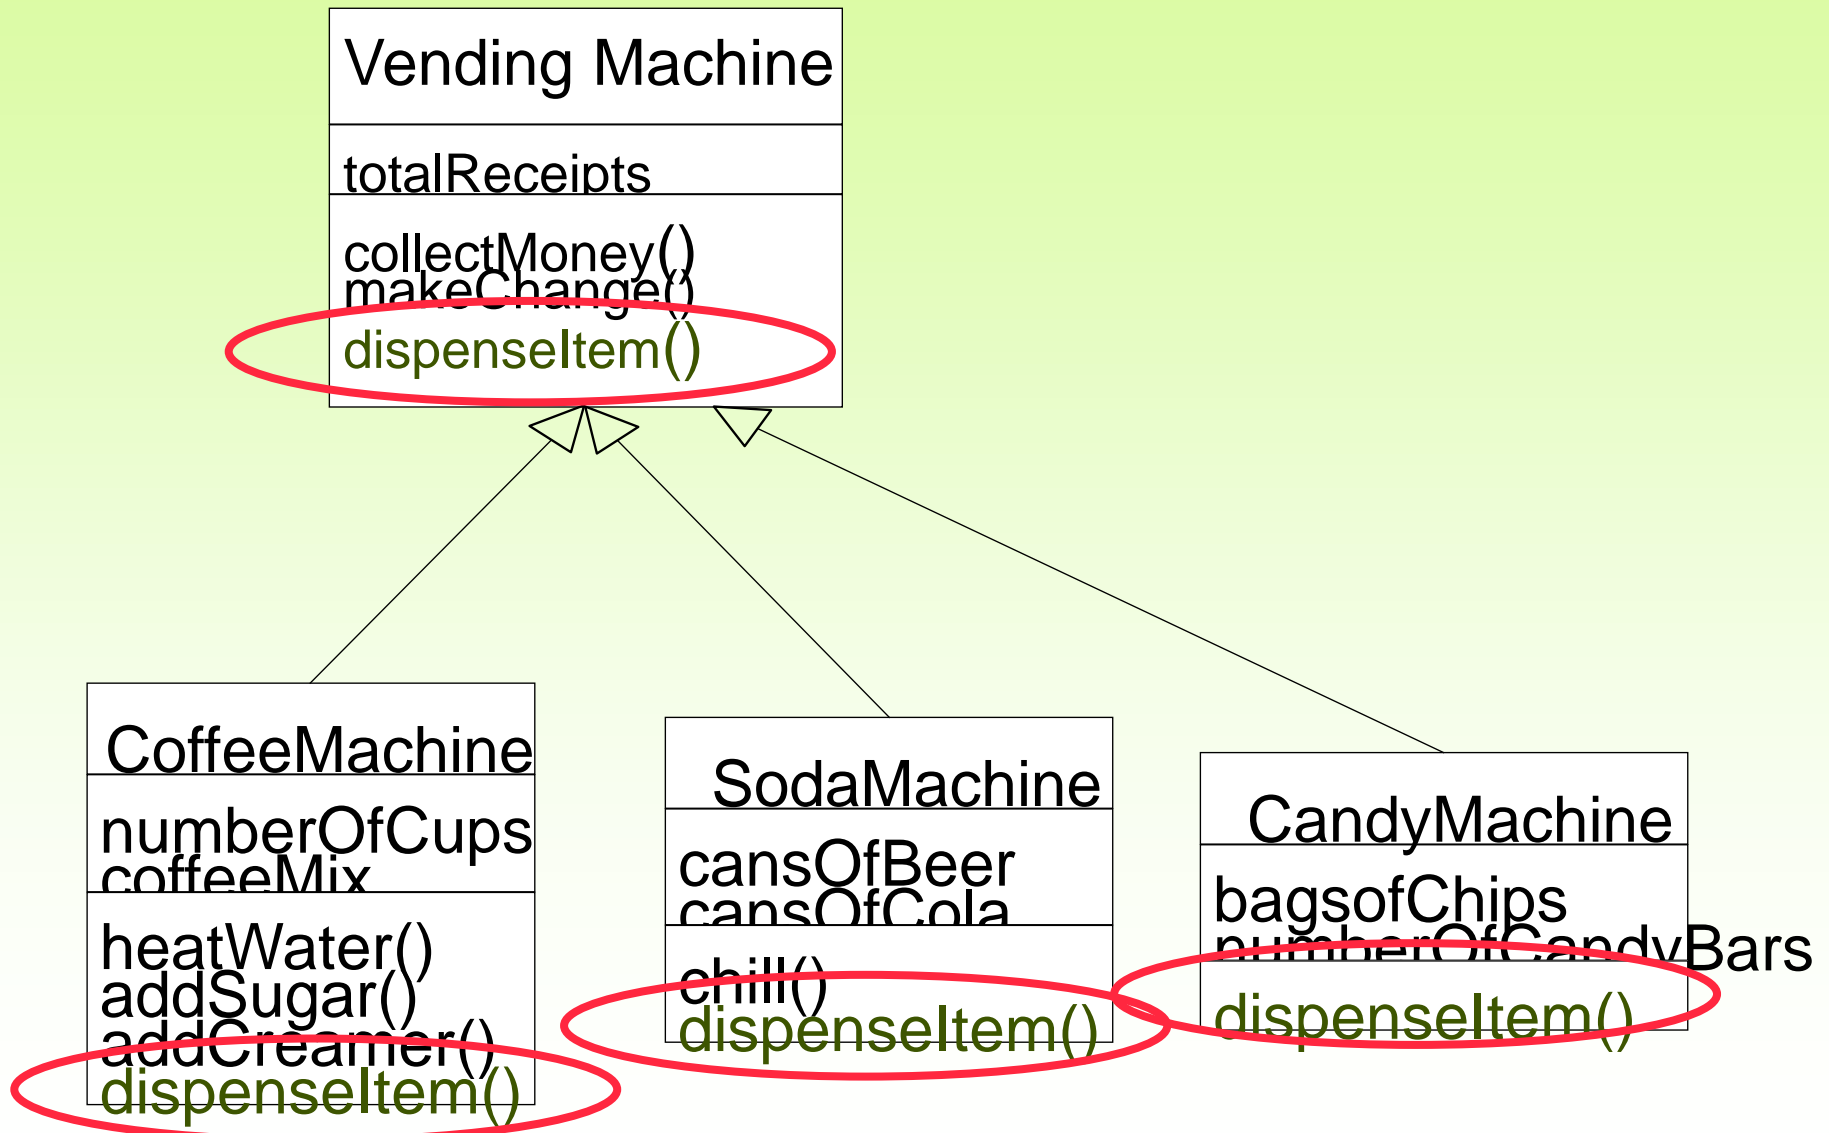 Vending Machine
totalReceipts
collectMoney()
makeChange()
dispenseItem()
CoffeeMachine
numberOfCups
coffeeMix
heatWater()
addSugar()
addCreamer()
dispenseItem()
SodaMachine
cansOfBeer
cansOfCola
chill()
dispenseItem()
CandyMachine
bagsofChips
numberOfCandyBars
dispenseItem()